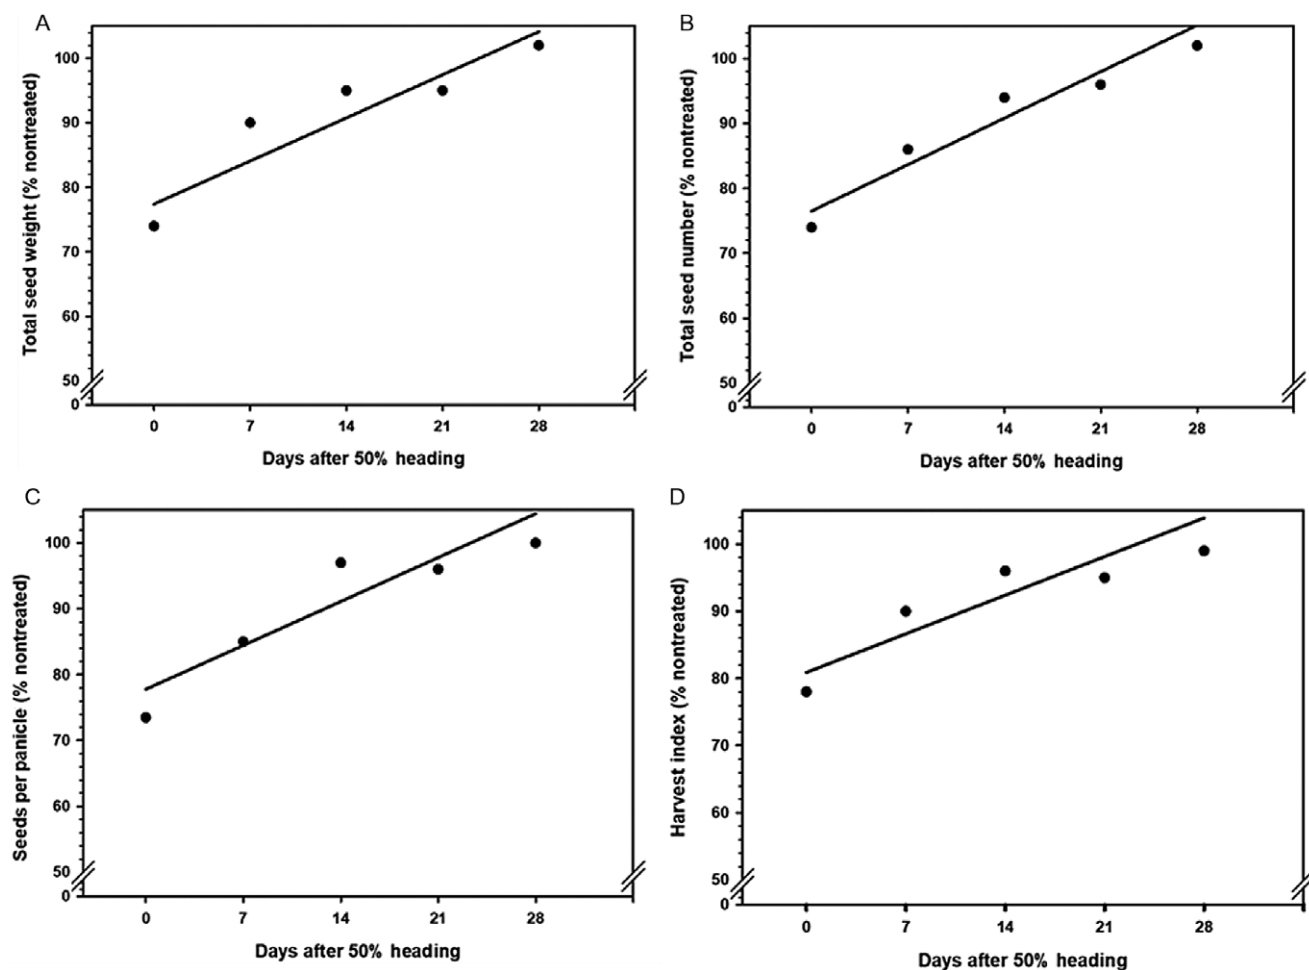 A
Total seed weight (% nontreated)
100
90
80
70
60
50
0
0 7 14 21 28
Days after 50% heading
B
Total seed number (% nontreated)
100
90
80
70
60
50
0
0 7 14 21 28
Days after 50% heading
C
Seeds per panicle (% nontreated)
100
90
80
70
60
50
0
0 7 14 21 28
Days after 50% heading
D
Harvest index (% nontreated)
100
90
80
70
60
50
0
0 7 14 21 28
Days after 50% heading